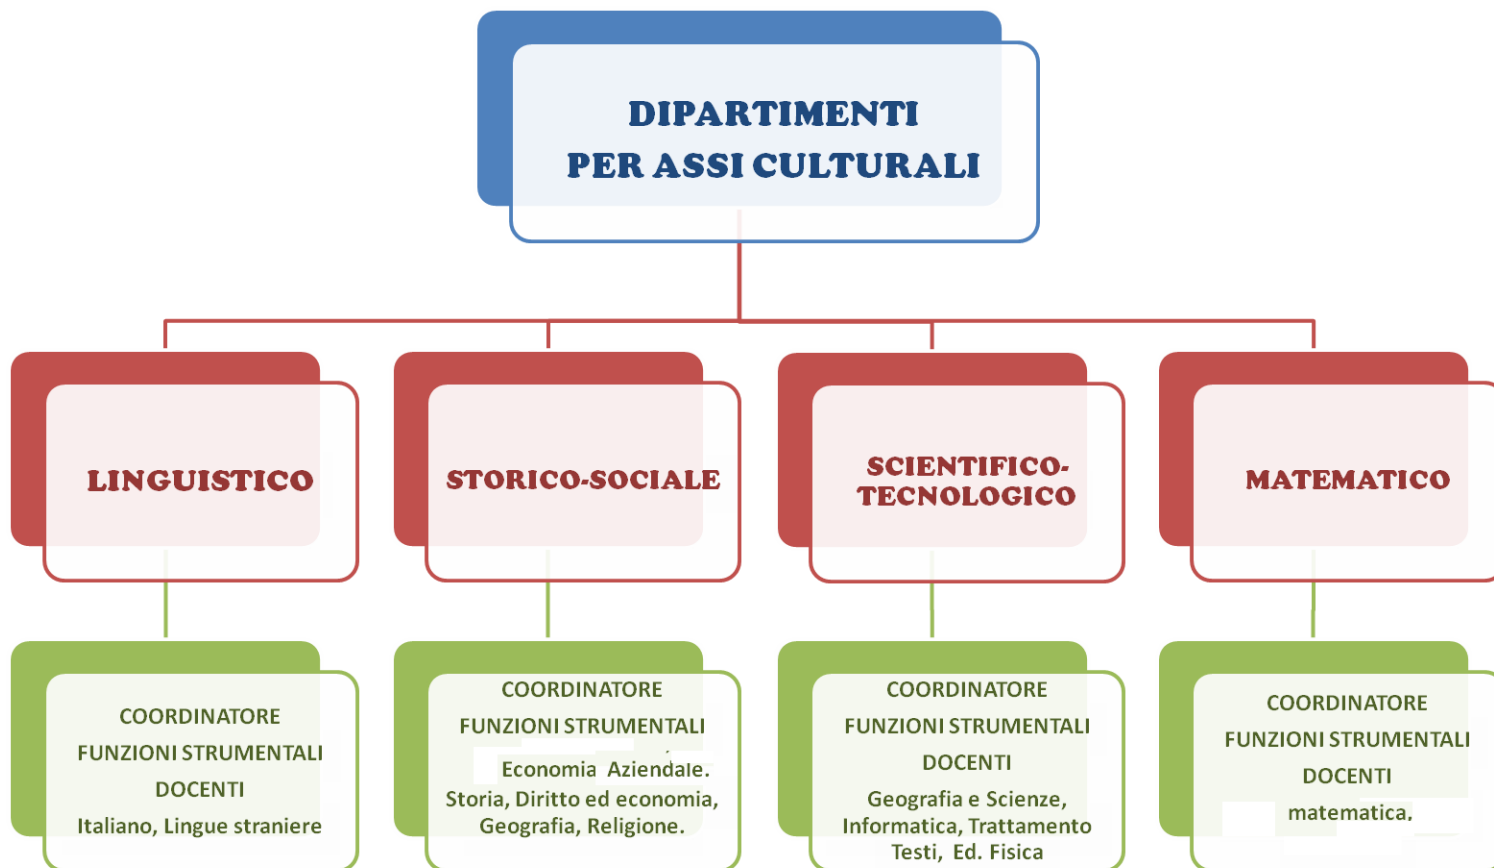 DIPARTIMENTI
PER ASSI CULTURALI
LINGUISTICO
STORICO-SOCIALE
SCIENTIFICO-
TECNOLOGICO
MATEMATICO
COORDINATORE
FUNZIONI STRUMENTALI
DOCENTI
Italiano, Lingue straniere
COORDINATORE
FUNZIONI STRUMENTALI
Economia Aziendale.
Storia, Diritto ed economia,
Geografia, Religione.
COORDINATORE
FUNZIONI STRUMENTALI
DOCENTI
Geografia e Scienze,
Informatica, Trattamento
Testi, Ed. Fisica
COORDINATORE
FUNZIONI STRUMENTALI
DOCENTI
matematica.